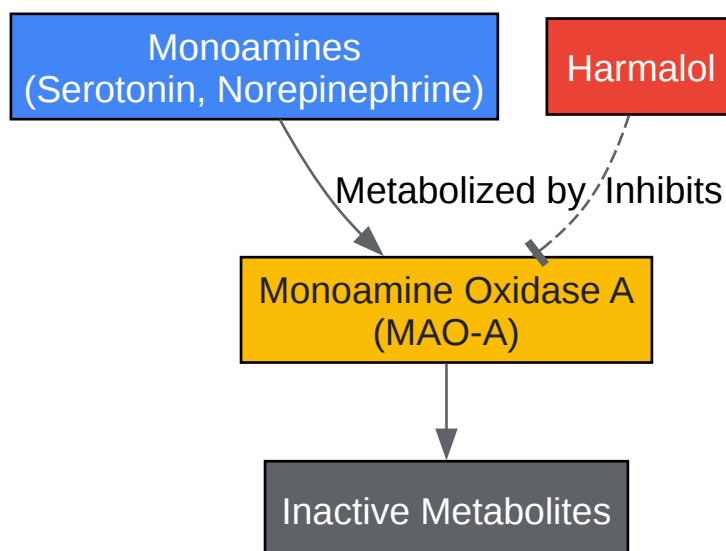 Monoamines
(Serotonin, Norepinephrine)
Harmalol
Metabolized by
Inhibits
Monoamine Oxidase A
(MAO-A)
Inactive Metabolites